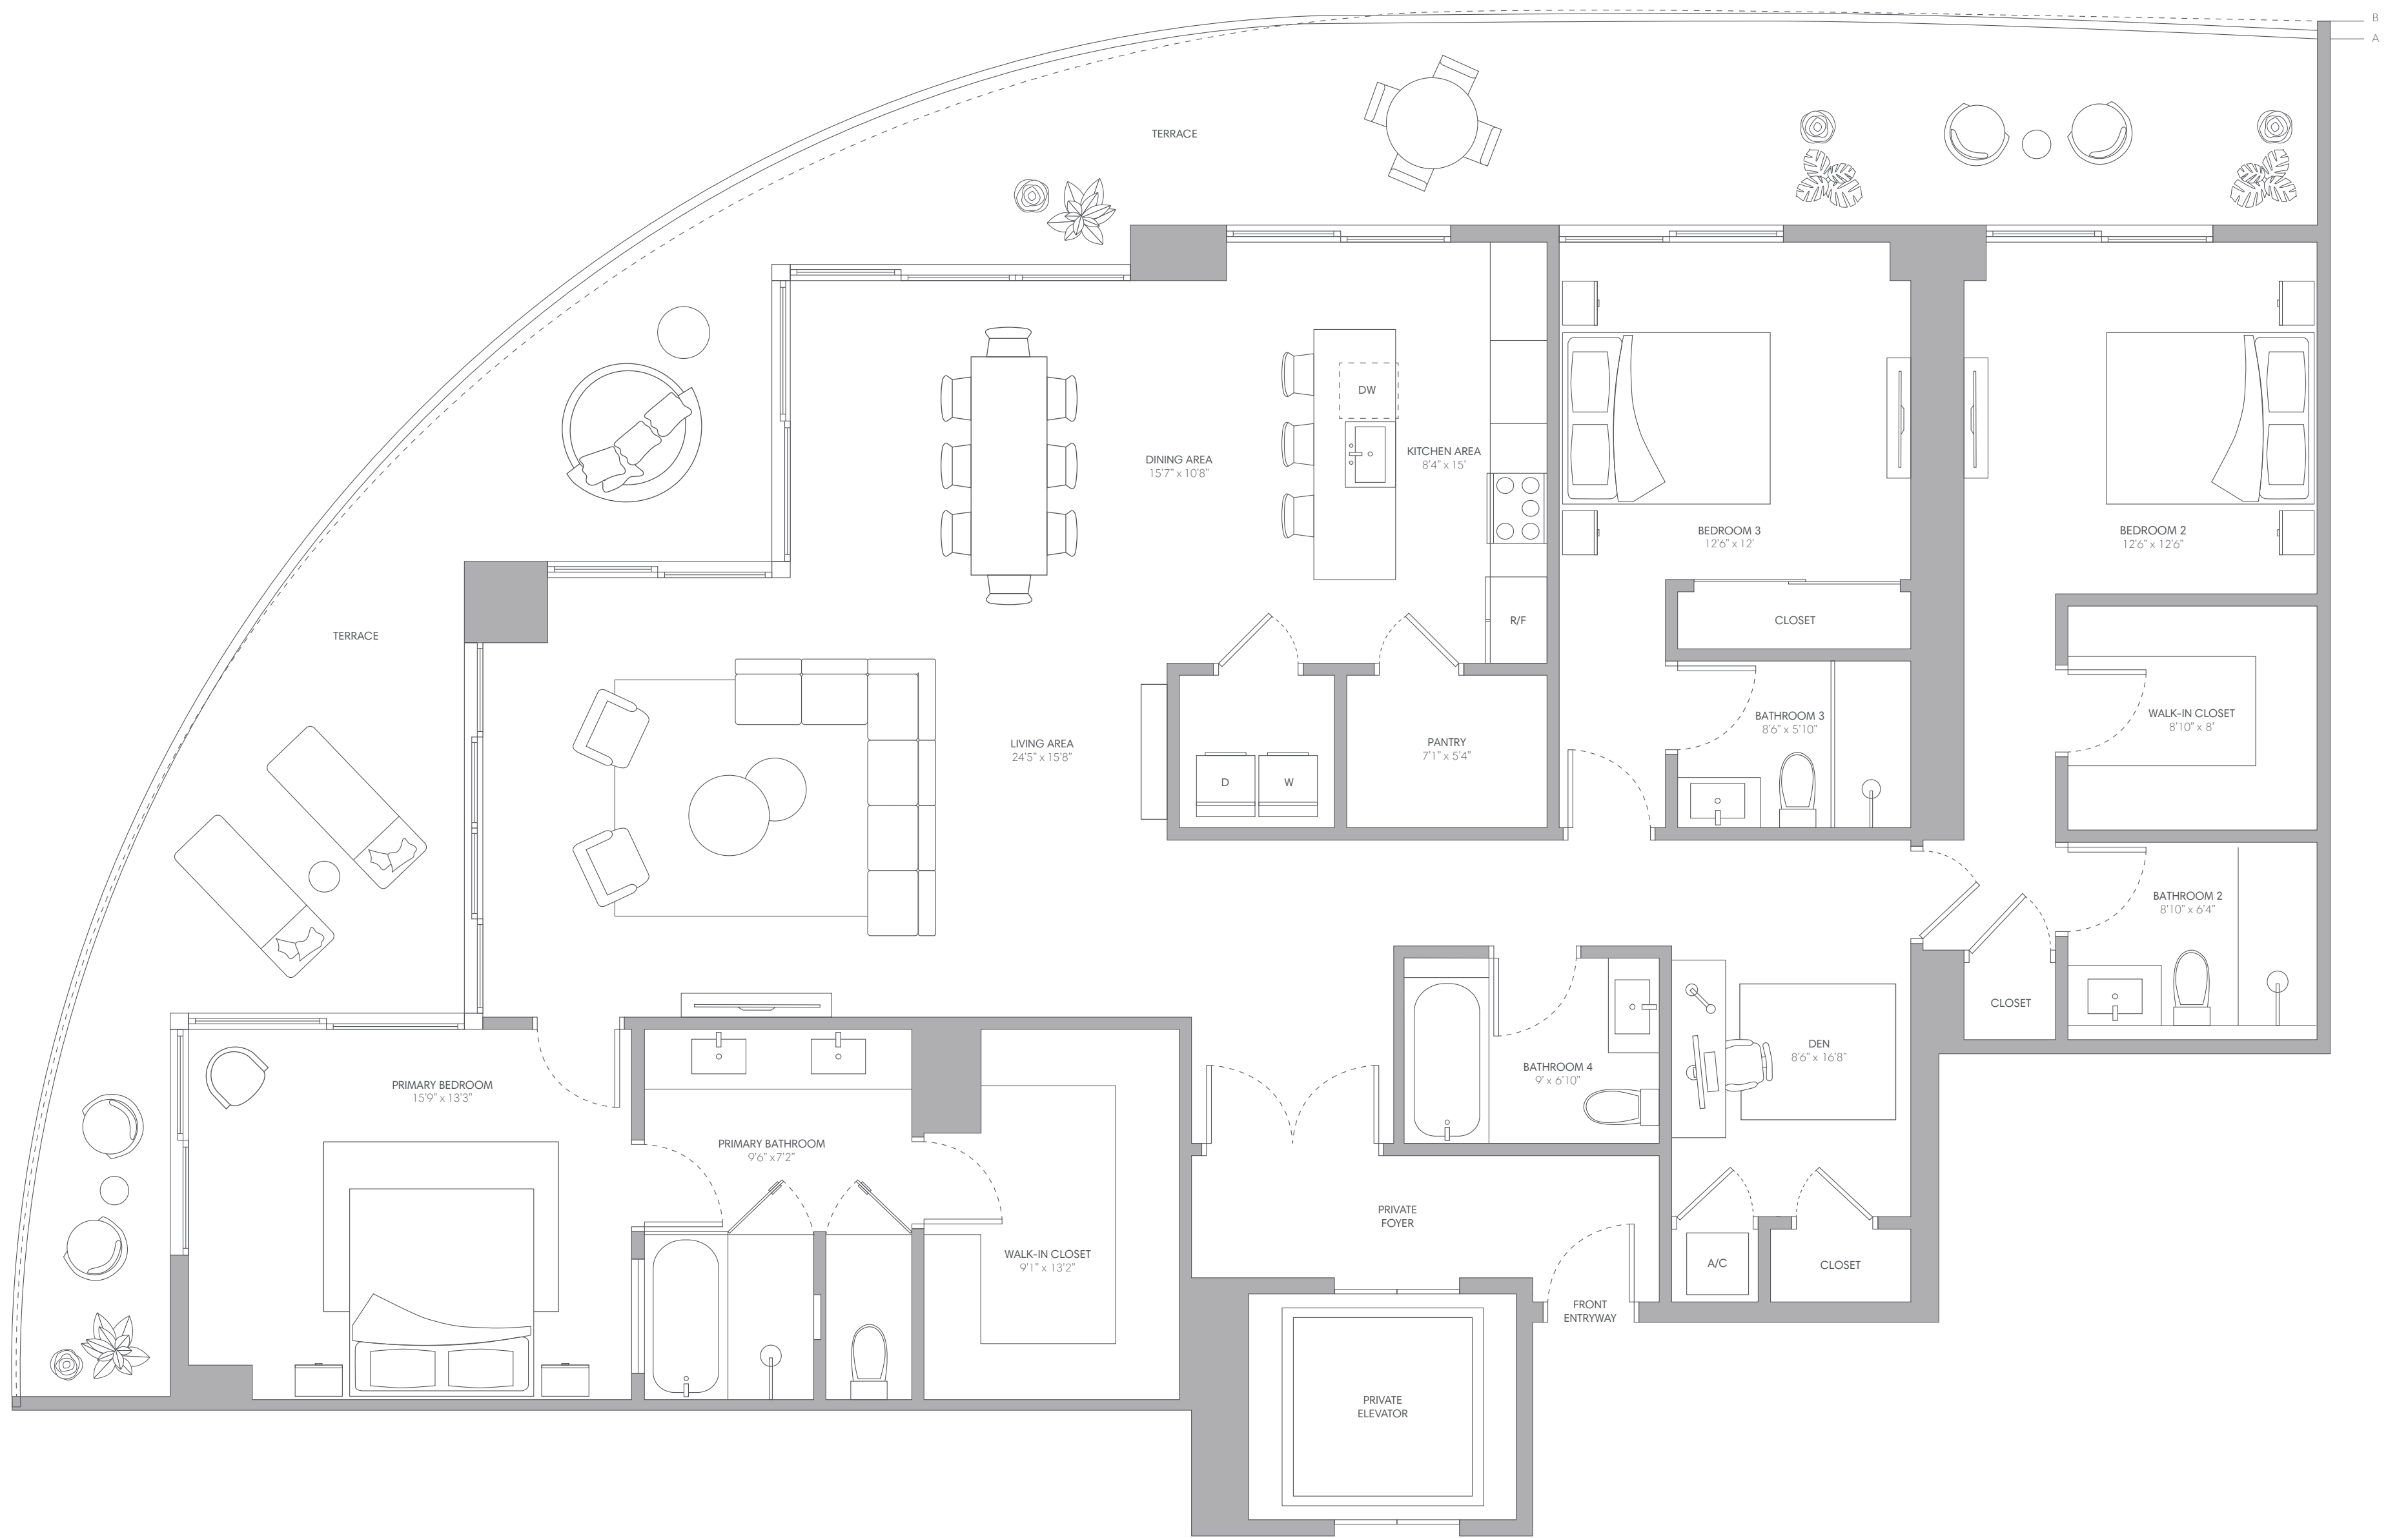 B
A
TERRACE
DINING AREA
15'7" x 10'8"
DW
KITCHEN AREA
8'4" x 15'
BEDROOM 3
12'6" x 12'
BEDROOM 2
12'6" x 12'6"
R/F
CLOSET
TERRACE
LIVING AREA
24'5" x 15'8"
D
W
PANTRY
7'1" x 5'4"
BATHROOM 3
8'6" x 5'10"
WALK-IN CLOSET
8'10" x 8'
BATHROOM 2
8'10" x 6'4"
CLOSET
DEN
8'6" x 16'8"
BATHROOM 4
9' x 6'10"
PRIMARY BEDROOM
15'9" x 13'3"
PRIMARY BATHROOM
9'6" x 7'2"
WALK-IN CLOSET
9'1" x 13'2"
PRIVATE
FOYER
A/C
CLOSET
FRONT
ENTRYWAY
PRIVATE
ELEVATOR